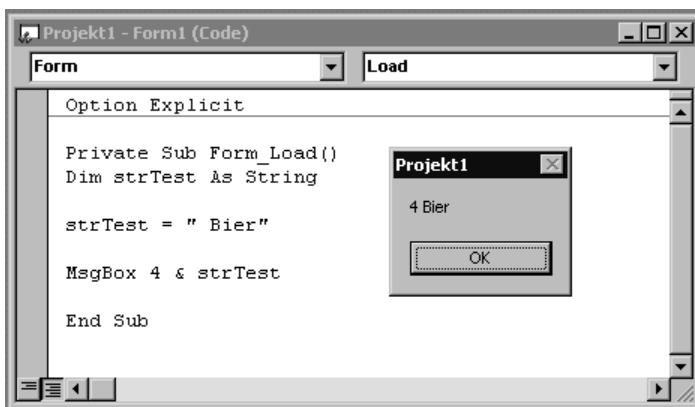 Projekt1 - Form1 (Code)
Form
Load
Option Explicit
Private Sub Form_Load()
Dim strTest As String
strTest = " Bier"
MsgBox 4 & strTest
End Sub
Projekt1
4 Bier
OK